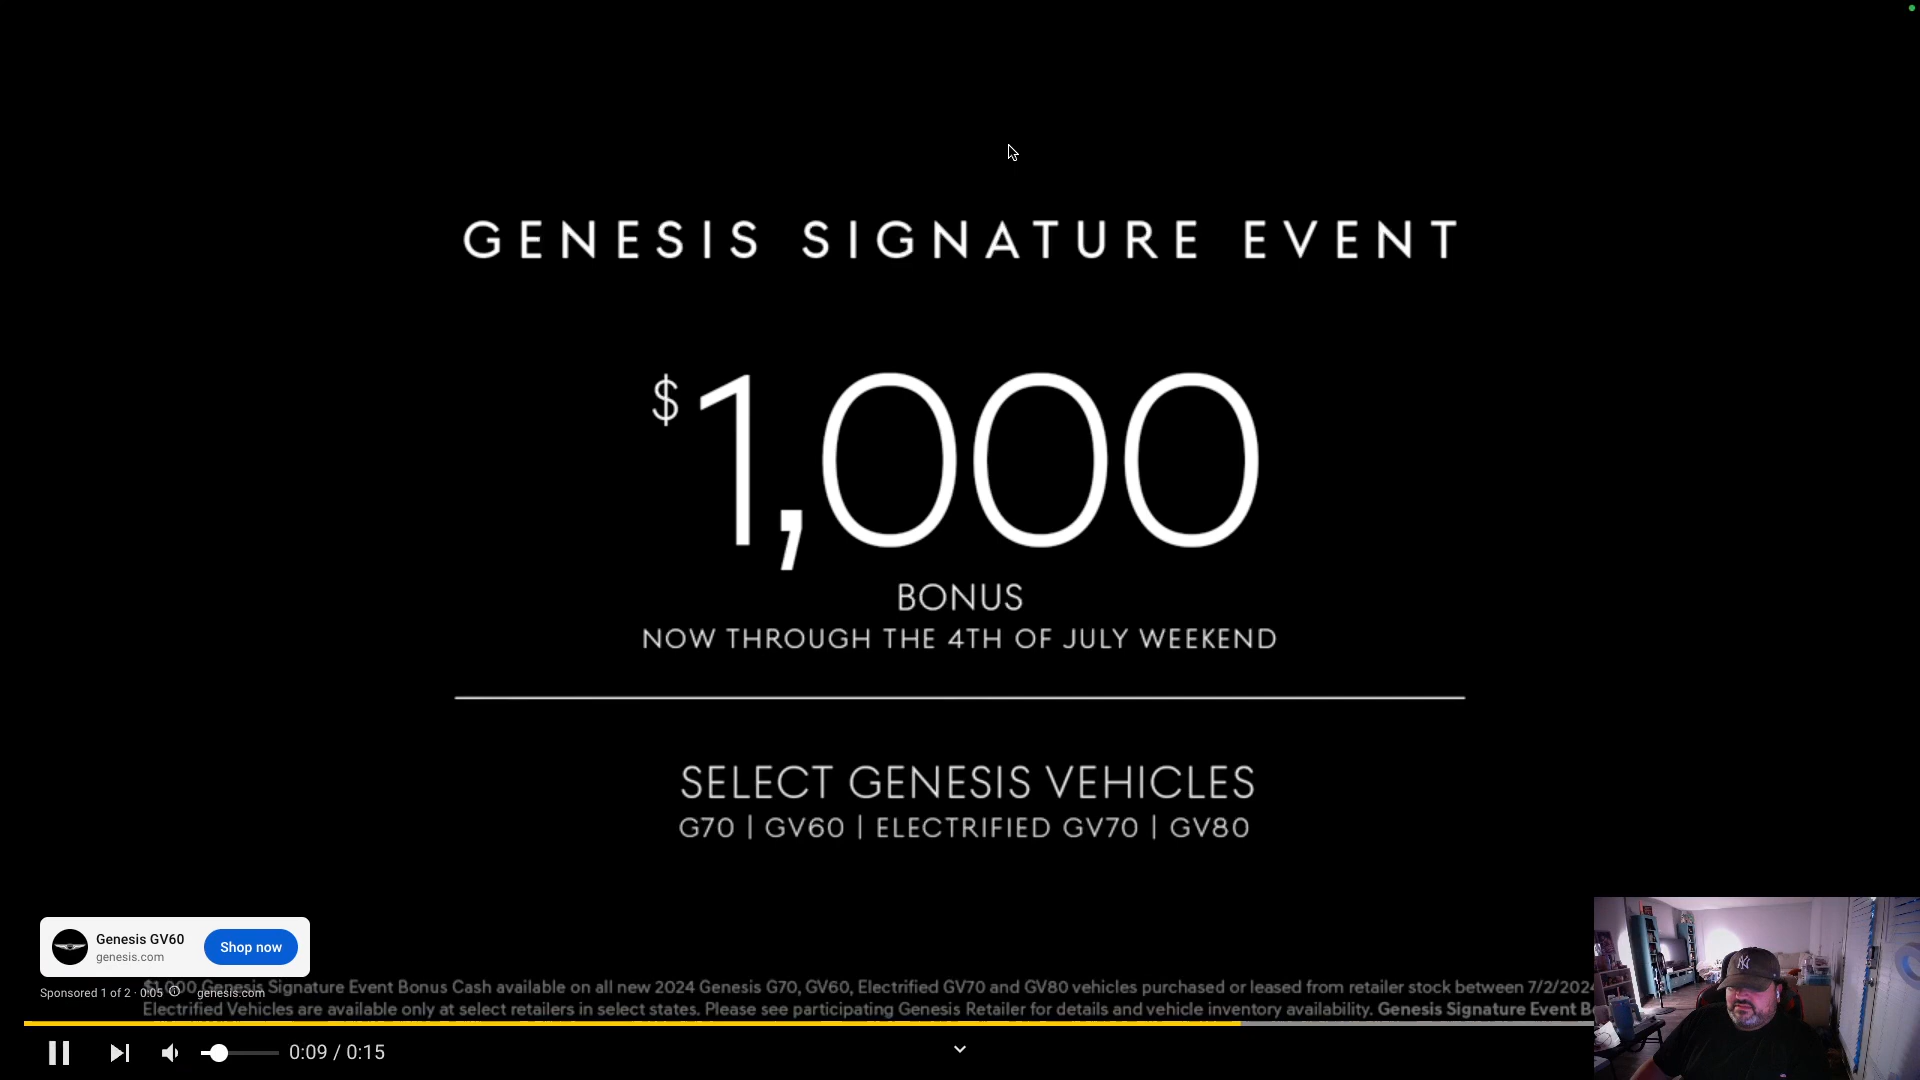 GENESIS SIGNATURE EVENT
$1,000
BONUS
NOW THROUGH THE 4TH OF JULY WEEKEND
SELECT GENESIS VEHICLES
G70 | GV60 | ELECTRIFIED GV70 | GV80
Genesis GV60
genesis.com
Shop now
$1,000 Genesis Signature Event Bonus Cash available on all new 2024 Genesis G70, GV60, Electrified GV70 and GV80 vehicles purchased or leased from retailer stock between 7/2/2024
Sponsored 1 of 2 · 0:05 genesis.com
Electrified Vehicles are available only at select retailers in select states. Please see participating Genesis Retailer for details and vehicle inventory availability. Genesis Signature Event
0:09 / 0:15
NY